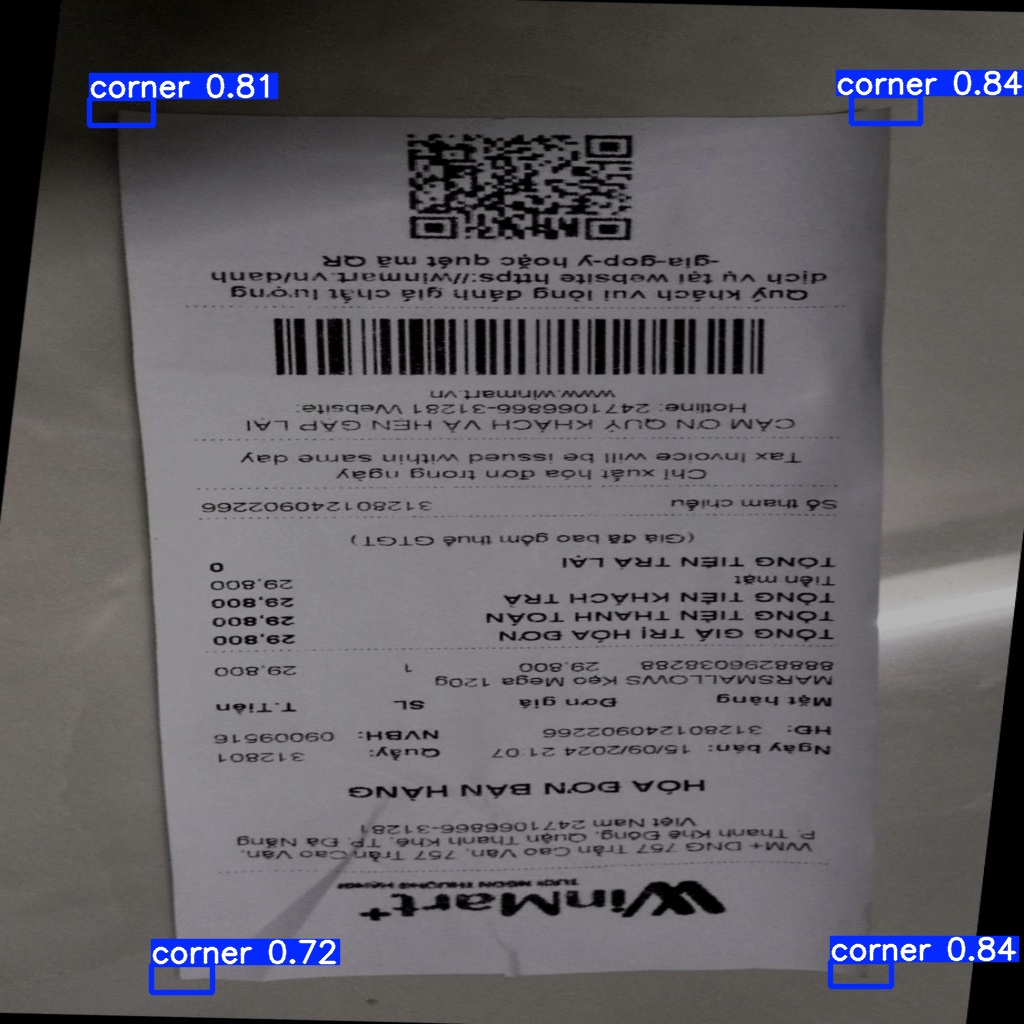 corner 0.81
corner 0.84
WinMart+
TƯƠI NGON THƯỢNG HẠNG!
WM+ DNG 757 Trần Cao Vân, 757 Trần Cao Vân,
P. Thanh Khê Đông, Quận Thanh Khê, TP. Đà Nẵng
Việt Nam 2471066866-31281
HÓA ĐƠN BÁN HÀNG
Ngày bán: 15/09/2024 21:07 Quầy: 312801
HĐ: 31280124090​2266 NVBH: 09009516
Mặt hàng Đơn giá SL T.Tiền
MARSMALLOWS Kẹo Mega 120g
8888296038288 29.800 1 29.800
TỔNG GIÁ TRỊ HÓA ĐƠN 29.800
TỔNG TIỀN THANH TOÁN 29.800
TỔNG TIỀN KHÁCH TRẢ 29.800
Tiền mặt 29.800
TỔNG TIỀN TRẢ LẠI 0
(Giá đã bao gồm thuế GTGT)
Số tham chiếu 312801240902266
Chỉ xuất hóa đơn trong ngày
Tax Invoice will be issued within same day
CẢM ƠN QUÝ KHÁCH VÀ HẸN GẶP LẠI
Hotline: 2471066866-31281 Website:
www.winmart.vn
Quý khách vui lòng đánh giá chất lượng
dịch vụ tại website https://winmart.vn/danh
-gia-gop-y hoặc quét mã QR
corner 0.72
corner 0.84